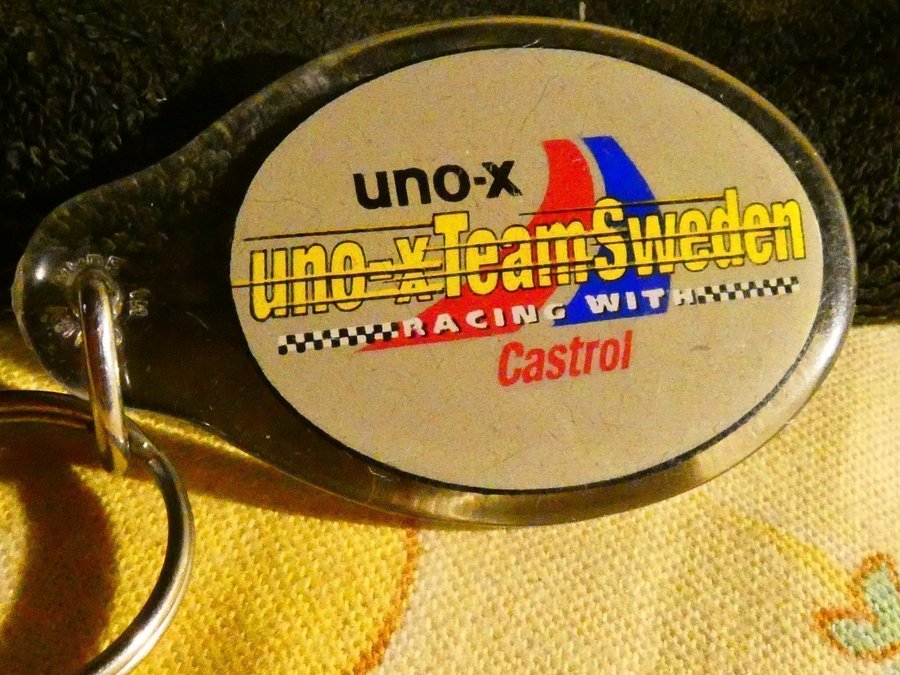 uno-x
uno-x Team Sweden
RACING WITH
Castrol